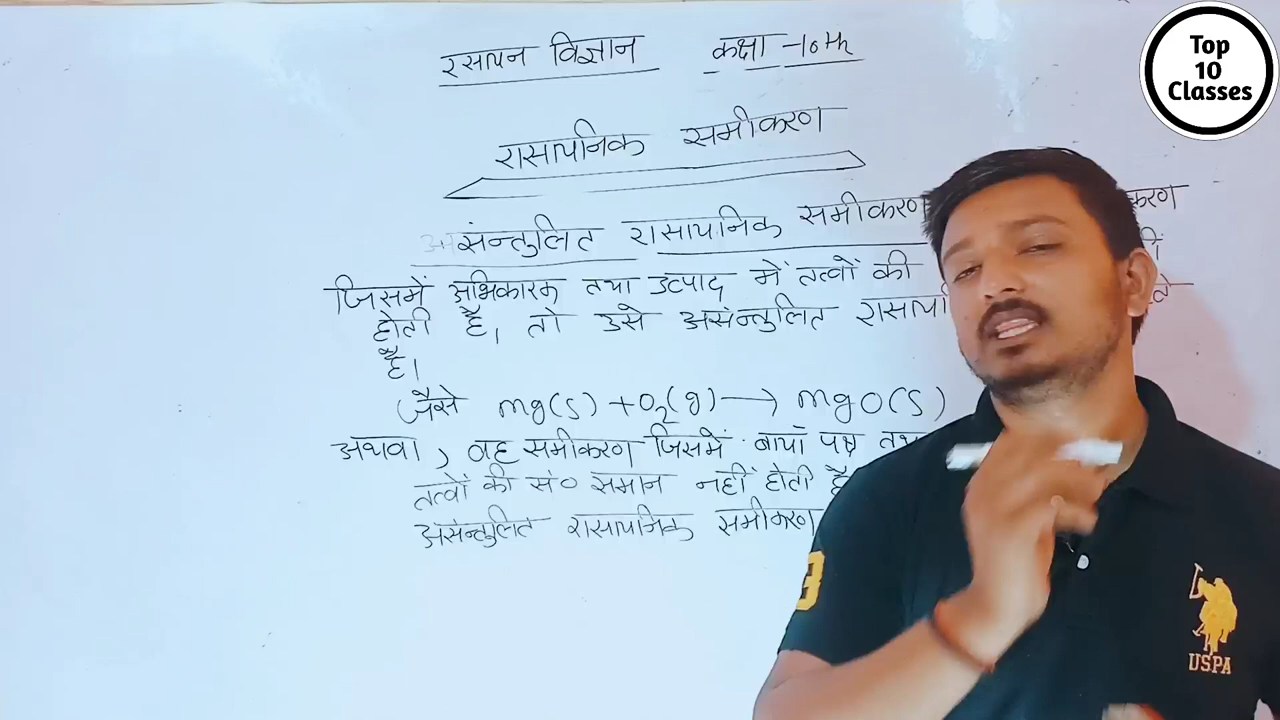 रसायन विज्ञान कक्षा -10th
Top
10
Classes
रासायनिक समीकरण
असंन्तुलित रासायनिक समीकरण करण
जिसमें अभिकारक तथा उत्पाद में तत्वों की
होती है, तो उसे असंन्तुलित रासाय
है।
जैसे mg(s) + O₂(g) → mgO(s)
अथवा, वह समीकरण जिसमें बायाँ पक्ष
तत्वों की सं० समान नहीं होती है
असंन्तुलित रासायनिक समीकरण
3
USPA